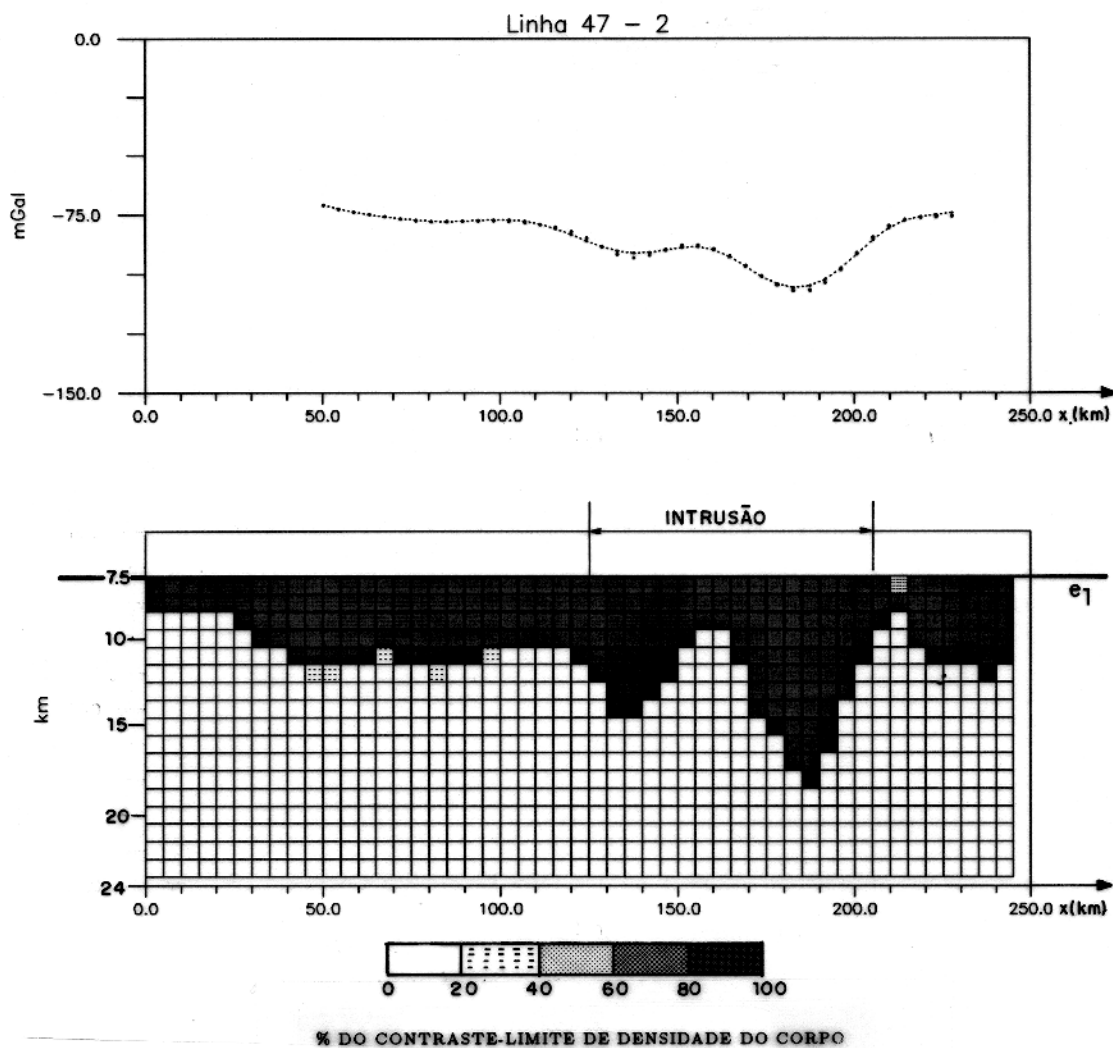 Linha 47 - 2
0.0
mGal
-75.0
-150.0
0.0 50.0 100.0 150.0 200.0 250.0 x (km)
INTRUSÃO
7.5
e1
10
km
15
20
24
0.0 50.0 100.0 150.0 200.0 250.0 x(km)
0 20 40 60 80 100
% DO CONTRASTE-LIMITE DE DENSIDADE DO CORPO